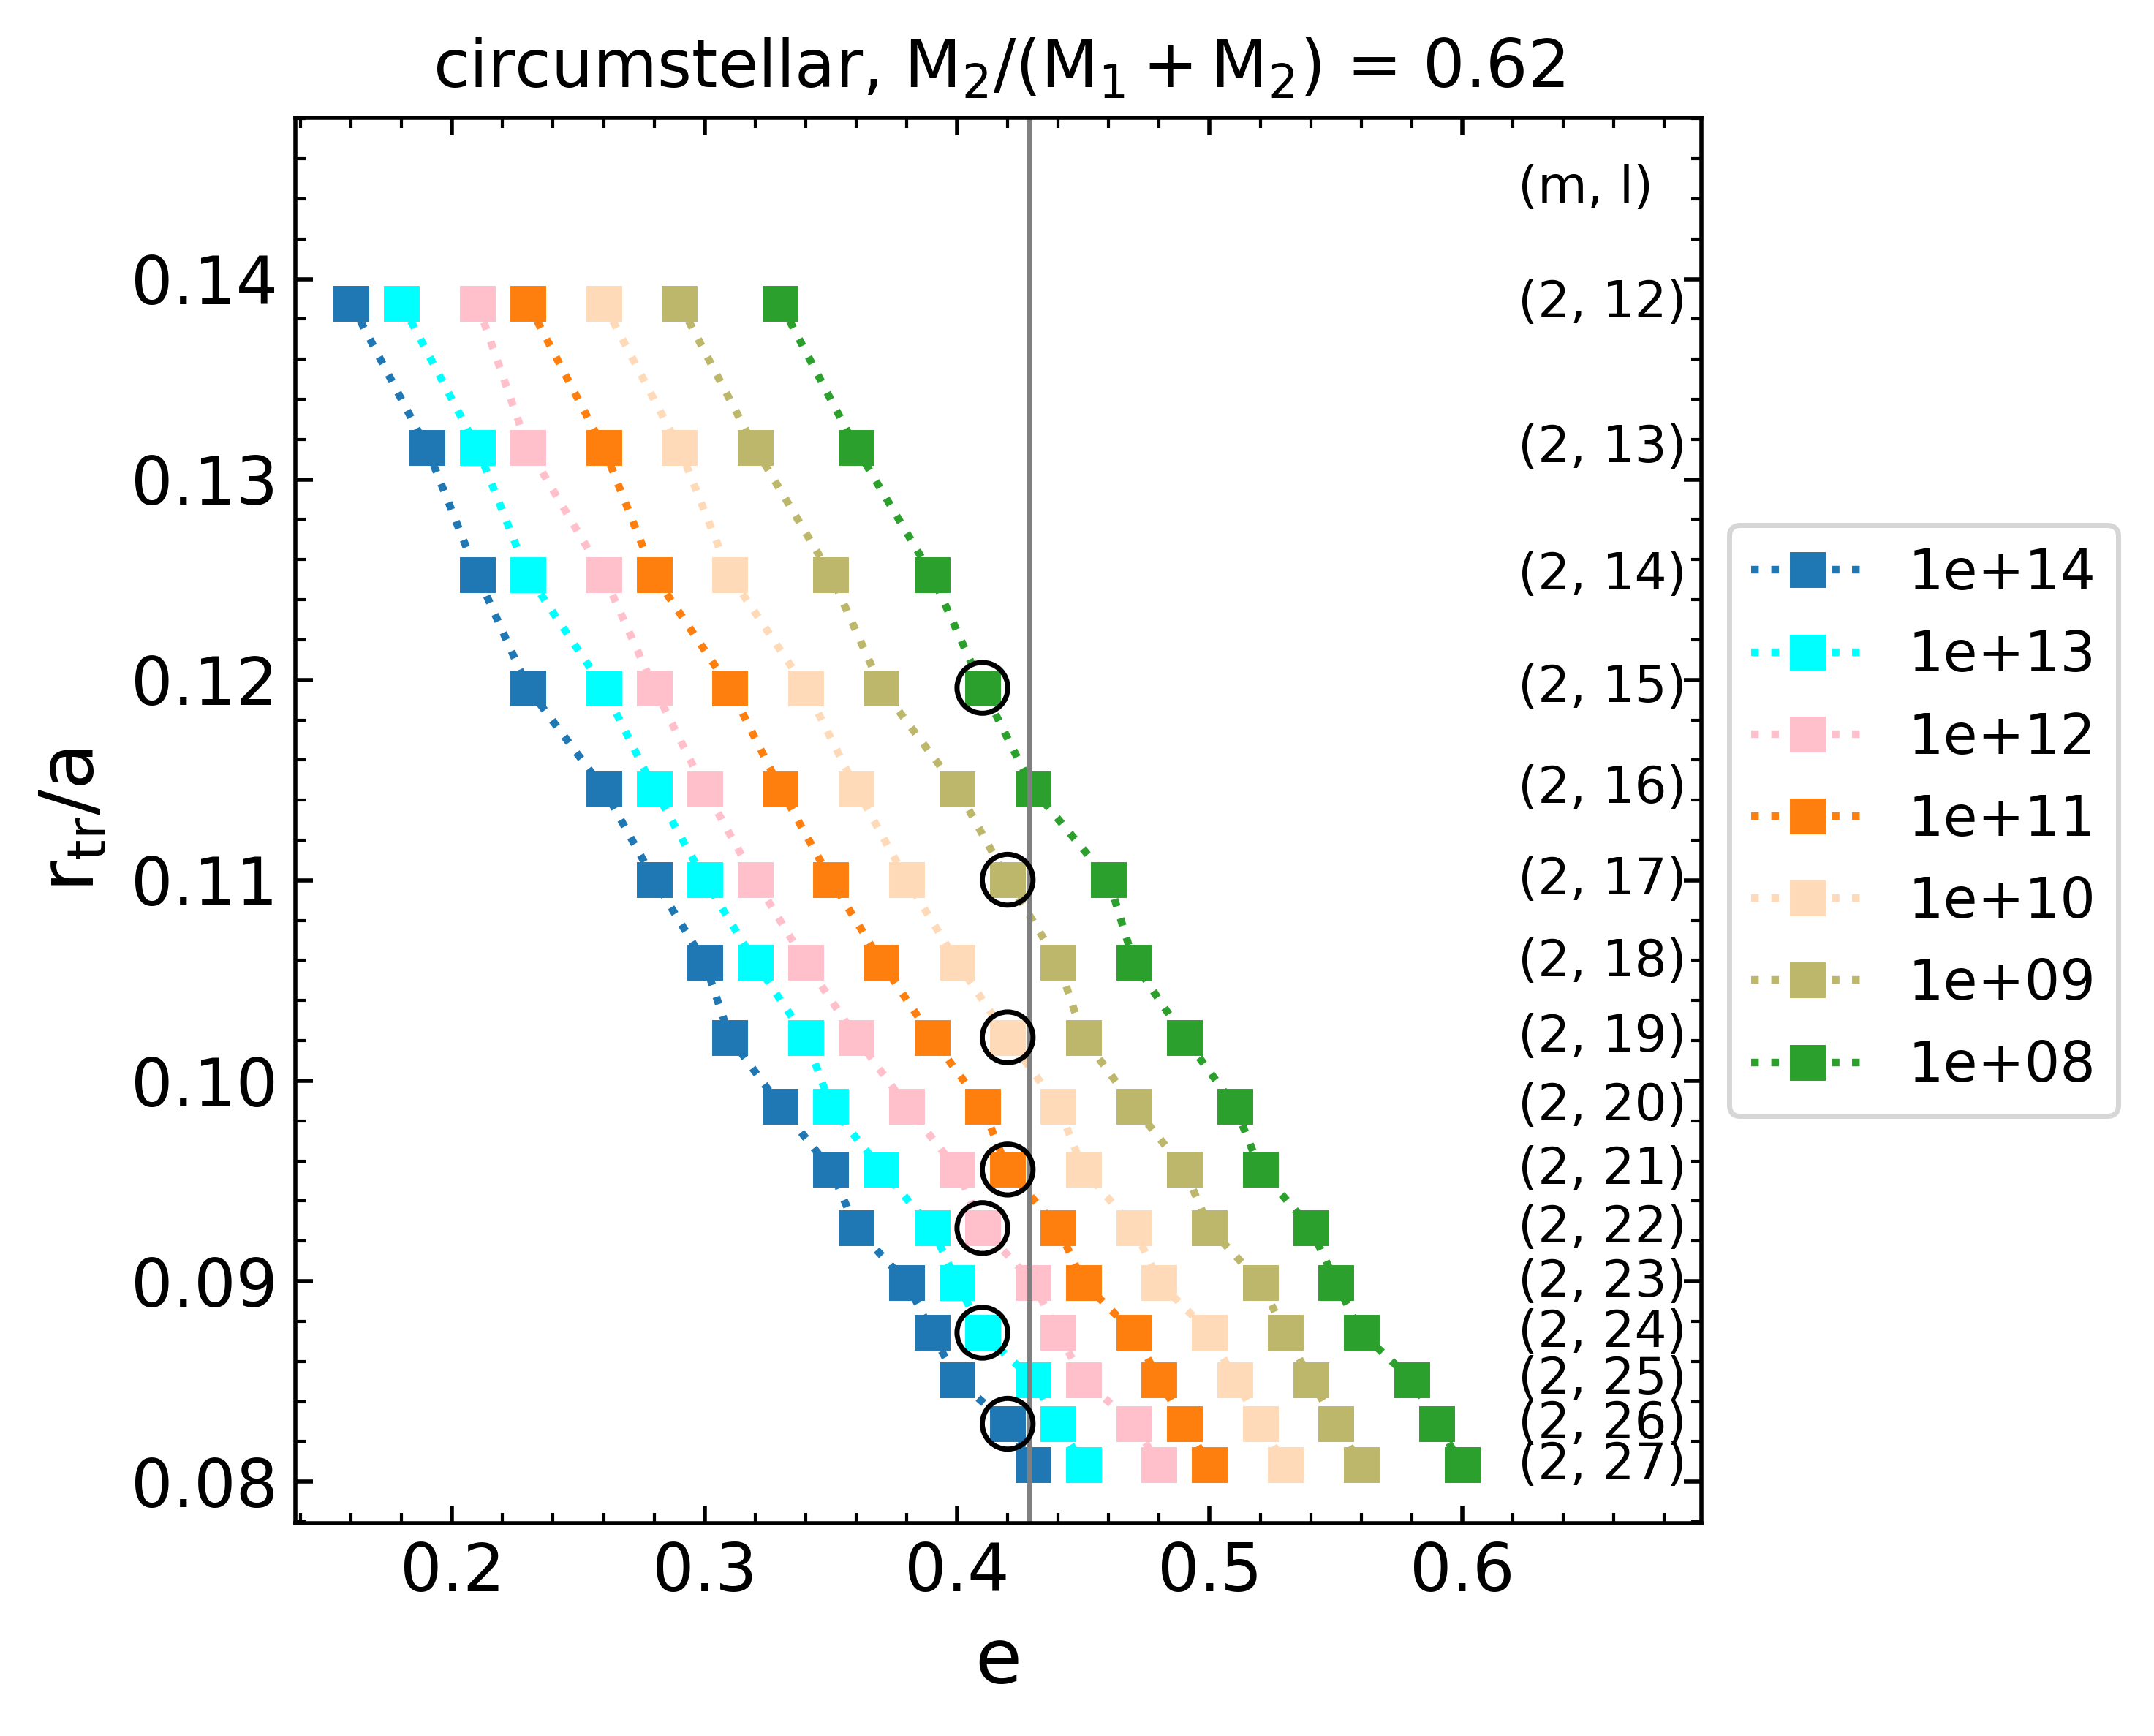 circumstellar, M₂/(M₁ + M₂) = 0.62
r_tr/a
0.14
0.13
0.12
0.11
0.10
0.09
0.08
0.2 0.3 0.4 0.5 0.6
e
(m, l)
(2, 12)
(2, 13)
(2, 14)
(2, 15)
(2, 16)
(2, 17)
(2, 18)
(2, 19)
(2, 20)
(2, 21)
(2, 22)
(2, 23)
(2, 24)
(2, 25)
(2, 26)
(2, 27)
1e+14
1e+13
1e+12
1e+11
1e+10
1e+09
1e+08